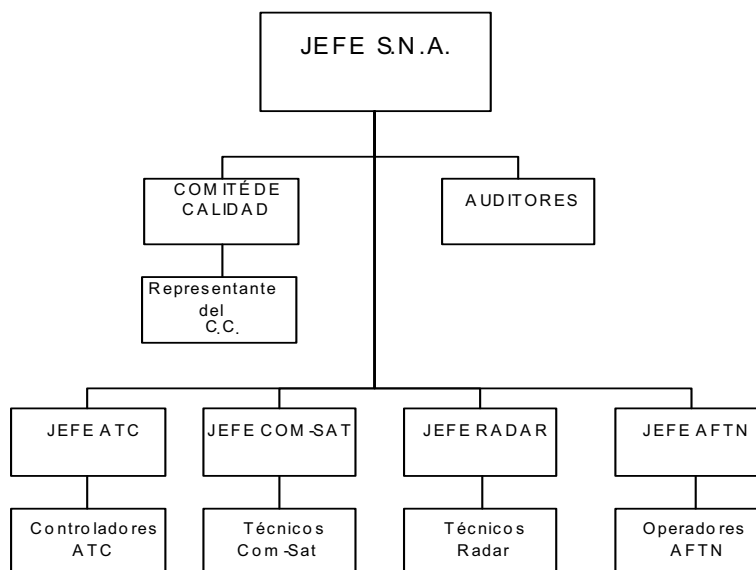 JEFE S.N.A.
COMITÉ DE
CALIDAD
AUDITORES
Representante
del
C.C.
JEFE ATC
JEFE COM-SAT
JEFE RADAR
JEFE AFTN
Controladores
ATC
Técnicos
Com-Sat
Técnicos
Radar
Operadores
AFTN